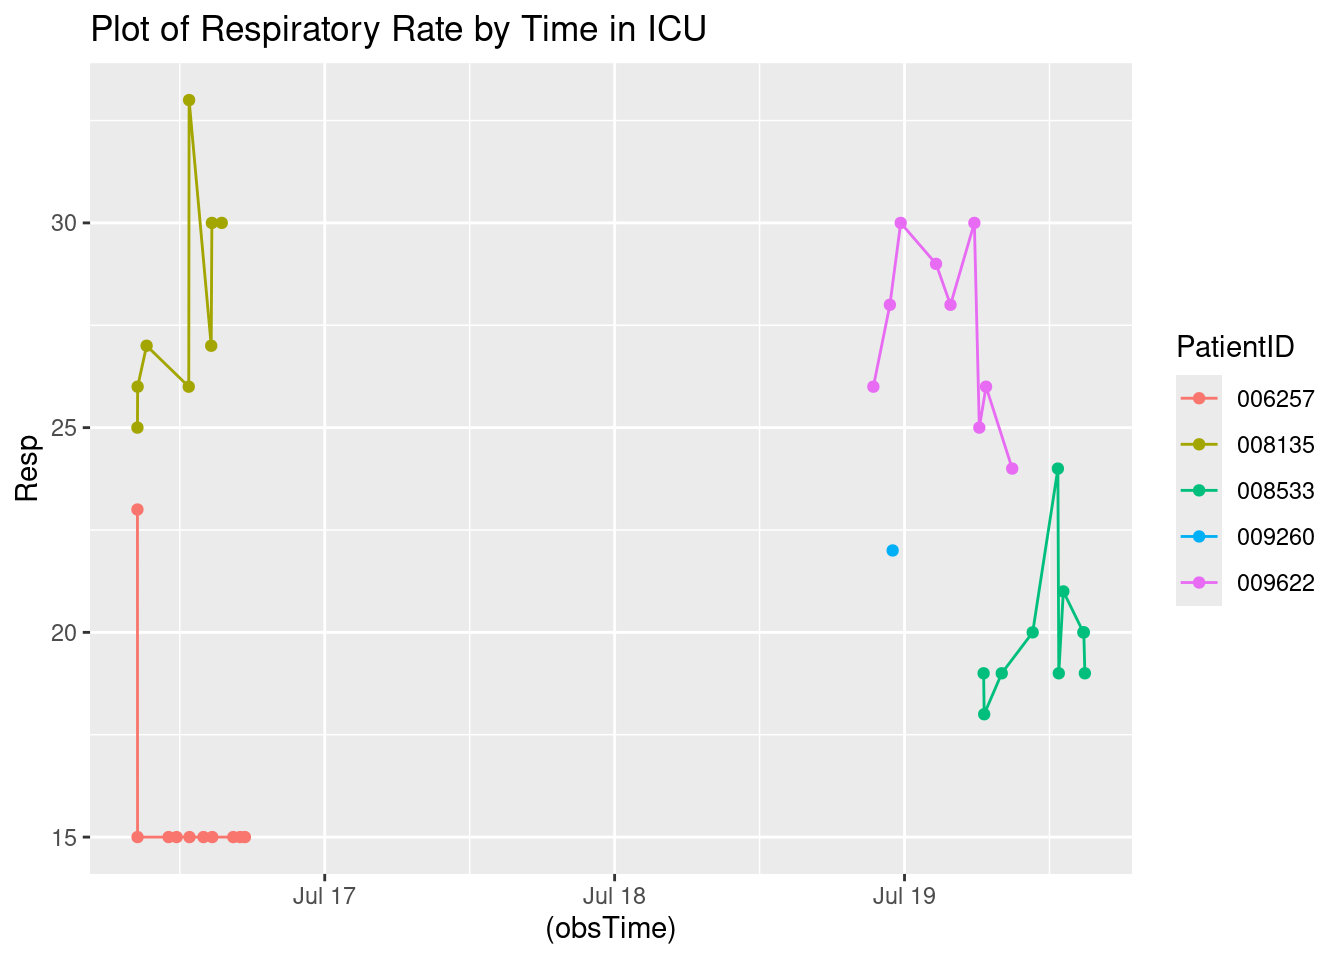 Plot of Respiratory Rate by Time in ICU
Resp
30
25
20
15
Jul 17
Jul 18
Jul 19
(obsTime)
PatientID
006257
008135
008533
009260
009622